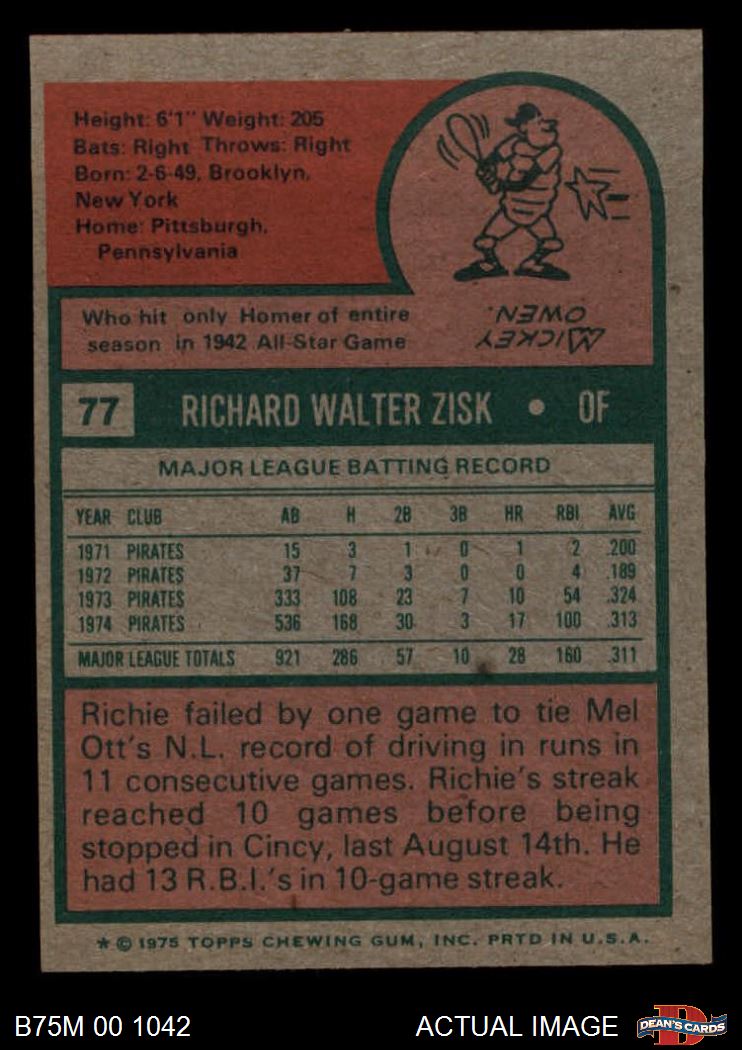 Height: 6'1" Weight: 205
Bats: Right Throws: Right
Born: 2-6-49, Brooklyn,
New York
Home: Pittsburgh,
Pennsylvania
Who hit only Homer of entire
season in 1942 All-Star Game
MICKEY
OWEN.
77 RICHARD WALTER ZISK • OF
MAJOR LEAGUE BATTING RECORD
YEAR CLUB AB H 2B 3B HR RBI AVG
1971 PIRATES 15 3 1 0 1 2 .200
1972 PIRATES 37 7 3 0 0 4 .189
1973 PIRATES 333 108 23 7 10 54 .324
1974 PIRATES 536 168 30 3 17 100 .313
MAJOR LEAGUE TOTALS 921 286 57 10 28 160 .311
Richie failed by one game to tie Mel
Ott's N.L. record of driving in runs in
11 consecutive games. Richie's streak
reached 10 games before being
stopped in Cincy, last August 14th. He
had 13 R.B.I.'s in 10-game streak.
* © 1975 TOPPS CHEWING GUM, INC. PRTD IN U.S.A.
B75M 00 1042 ACTUAL IMAGE D DEAN'S CARDS